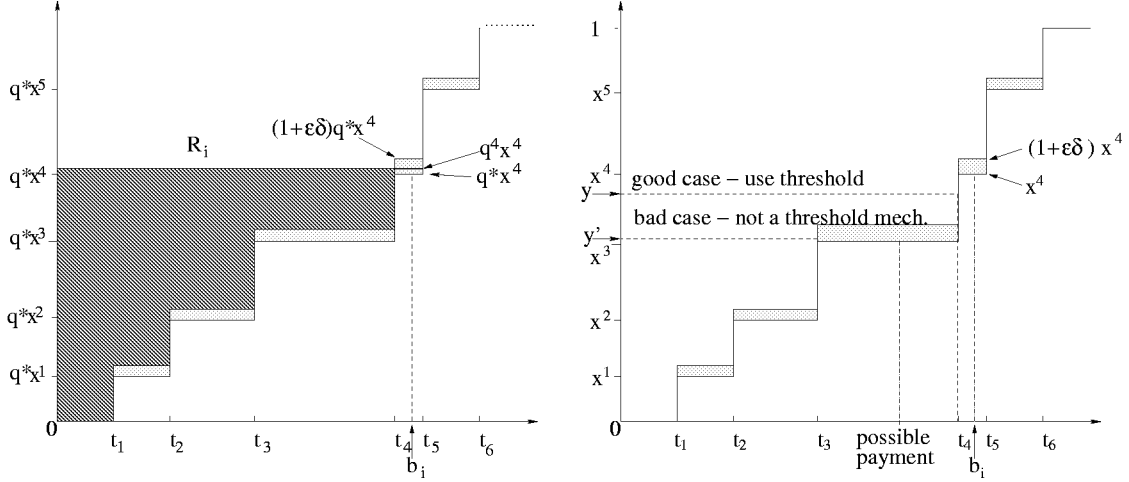 q*x^5
(1+εδ)q*x^4
R_i
q^4x^4
q*x^4
q*x^4
q*x^3
q*x^2
q*x^1
0
t_1
t_2
t_3
t_4
t_5
t_6
b_i
1
x^5
(1+εδ) x^4
x^4
good case – use threshold
x^4
y
bad case – not a threshold mech.
y'
x^3
x^2
x^1
0
t_1
t_2
t_3
possible
payment
t_4
t_5
t_6
b_i